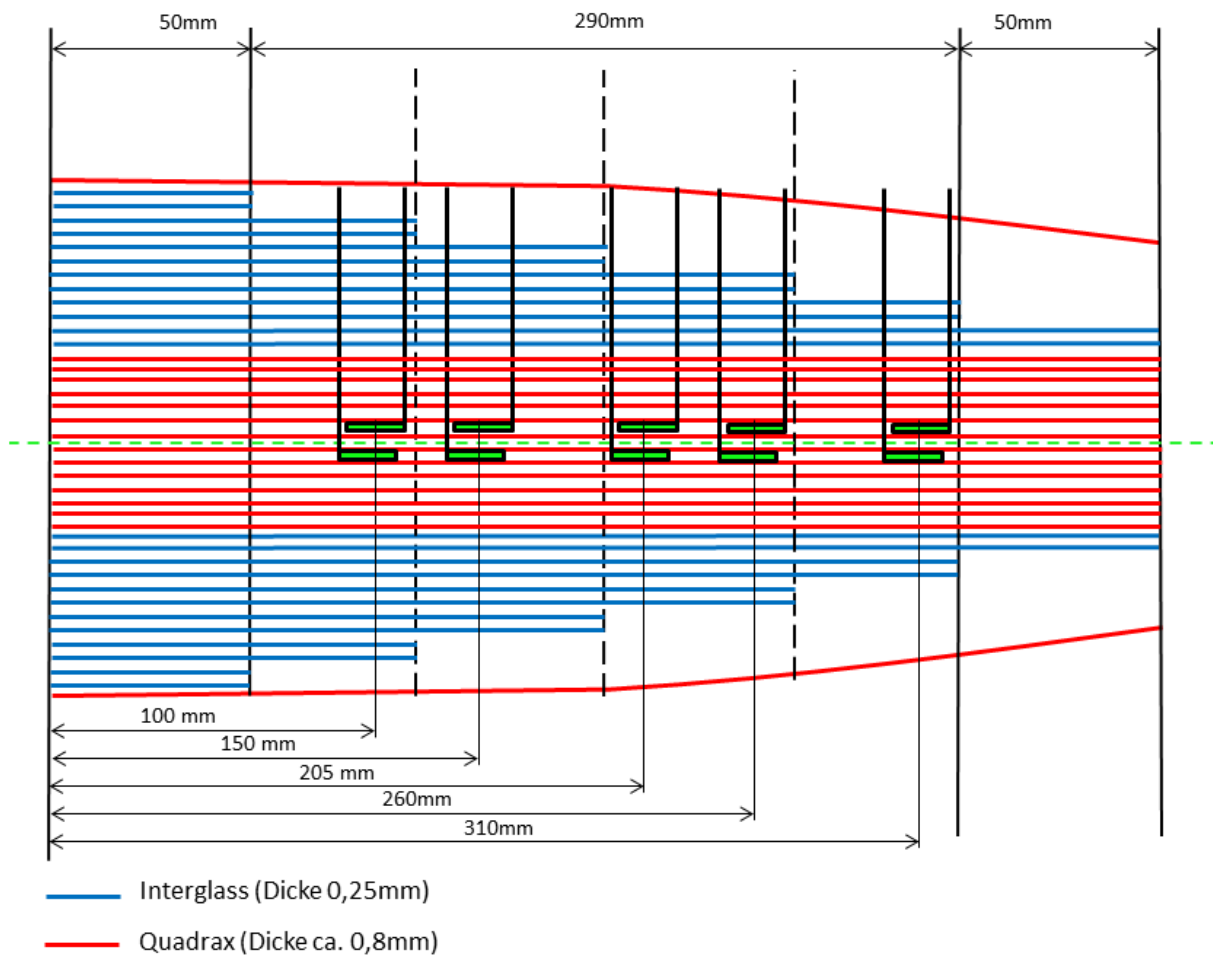 50mm
290mm
50mm
100 mm
150 mm
205 mm
260mm
310mm
Interglass (Dicke 0,25mm)
Quadrax (Dicke ca. 0,8mm)